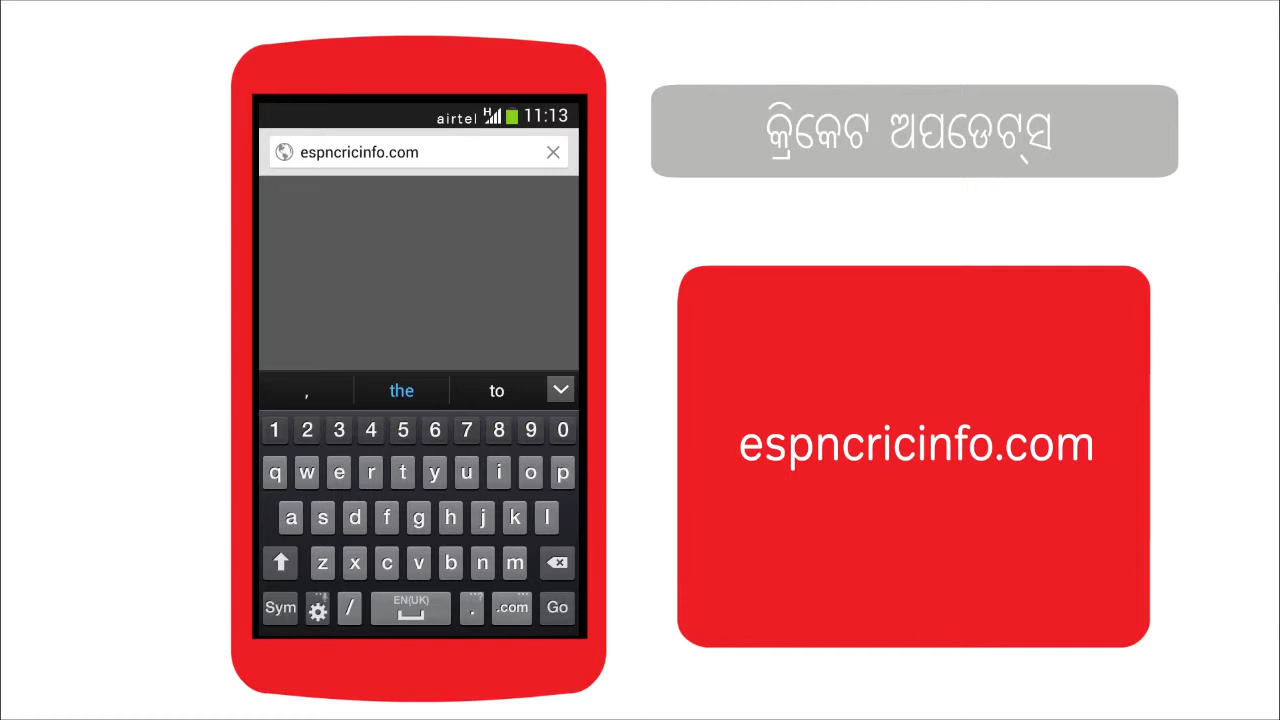 airtel H 11:13
espncricinfo.com
, the to
1 2 3 4 5 6 7 8 9 0
q w e r t y u i o p
a s d f g h j k l
z x c v b n m
Sym / EN(UK) . .com Go
କ୍ରିକେଟ ଅପଡେଟ୍ସ
espncricinfo.com